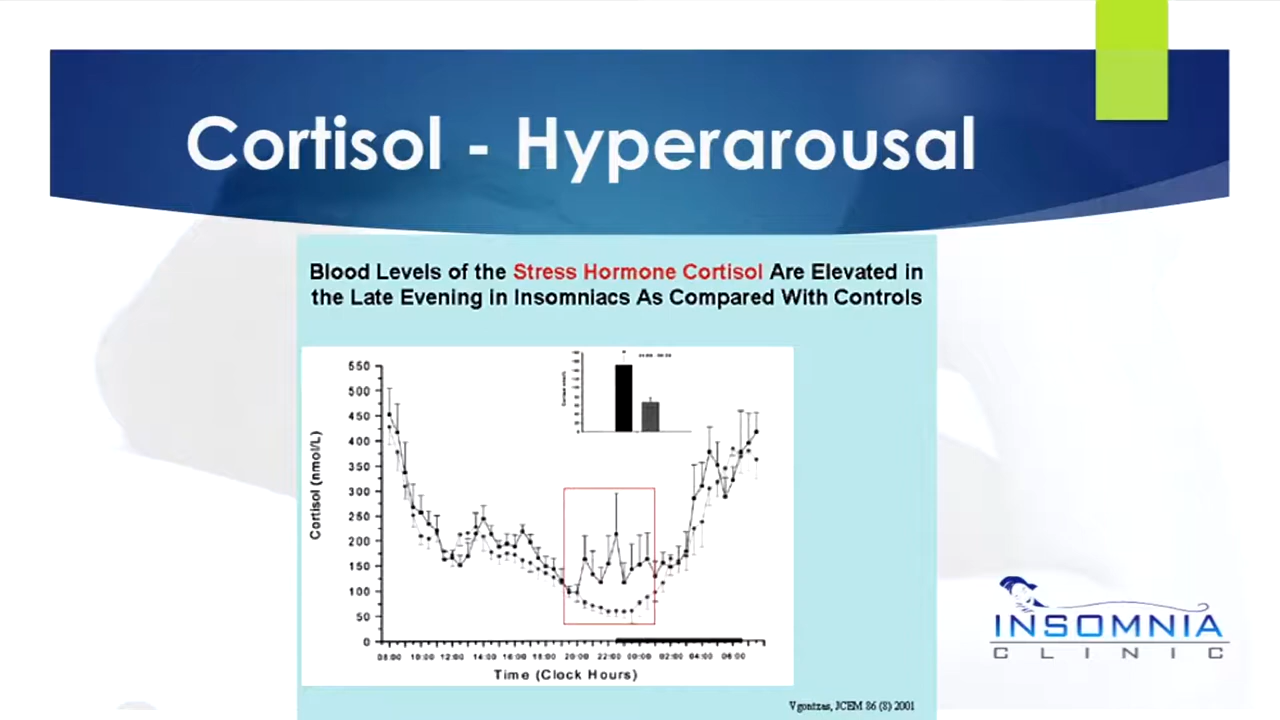 Cortisol - Hyperarousal
Blood Levels of the Stress Hormone Cortisol Are Elevated in
the Late Evening in Insomniacs As Compared With Controls
550
500
450
400
350
300
250
200
150
100
50
0
Cortisol (nmol/L)
08:00 10:00 12:00 14:00 16:00 18:00 20:00 22:00 00:00 02:00 04:00 06:00
Time (Clock Hours)
INSOMNIA
CLINIC
Vgontzas, JCEM 86 (8) 2001